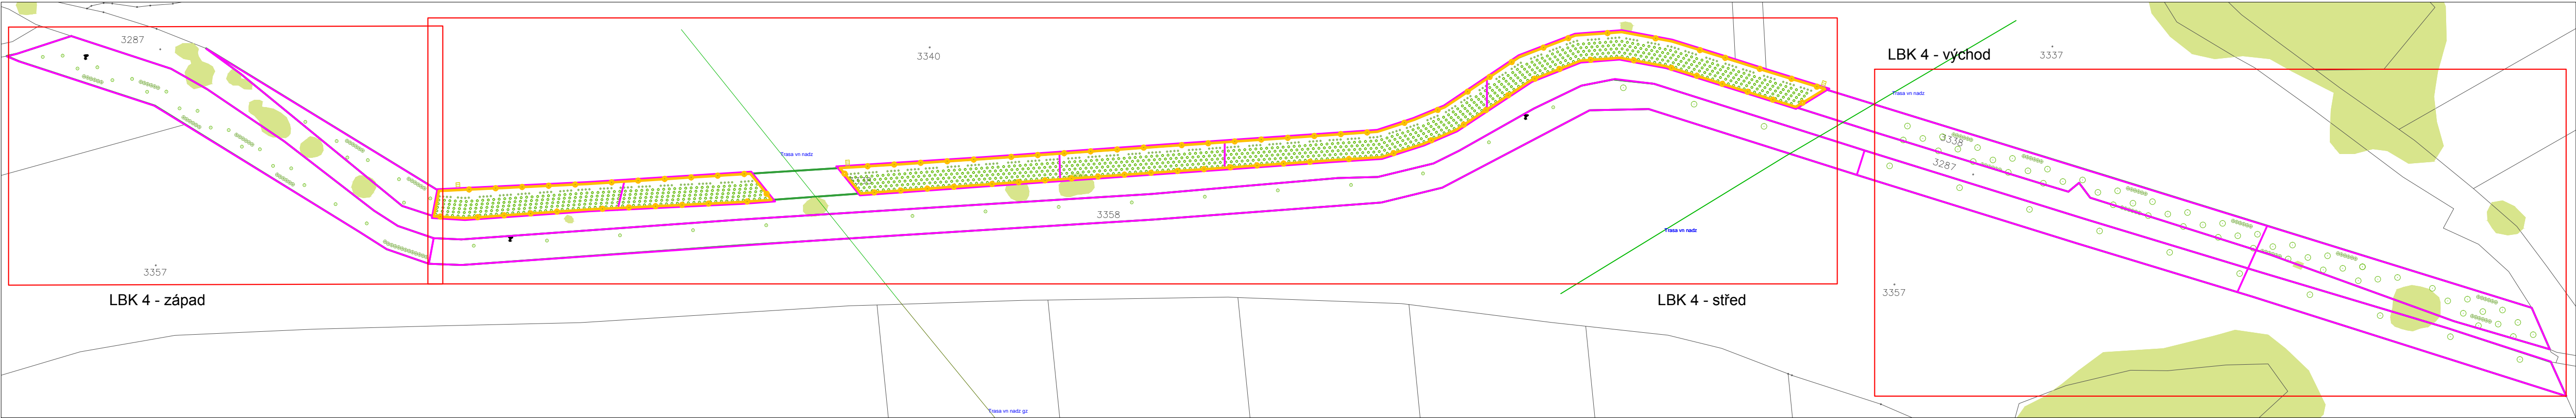 3287
3340
LBK 4 - východ
3337
Trasa vn nadz
Trasa vn nadz
3338
3287
3358
Trasa vn nadz
3357
3357
LBK 4 - západ
LBK 4 - střed
Trasa vn nadz gz